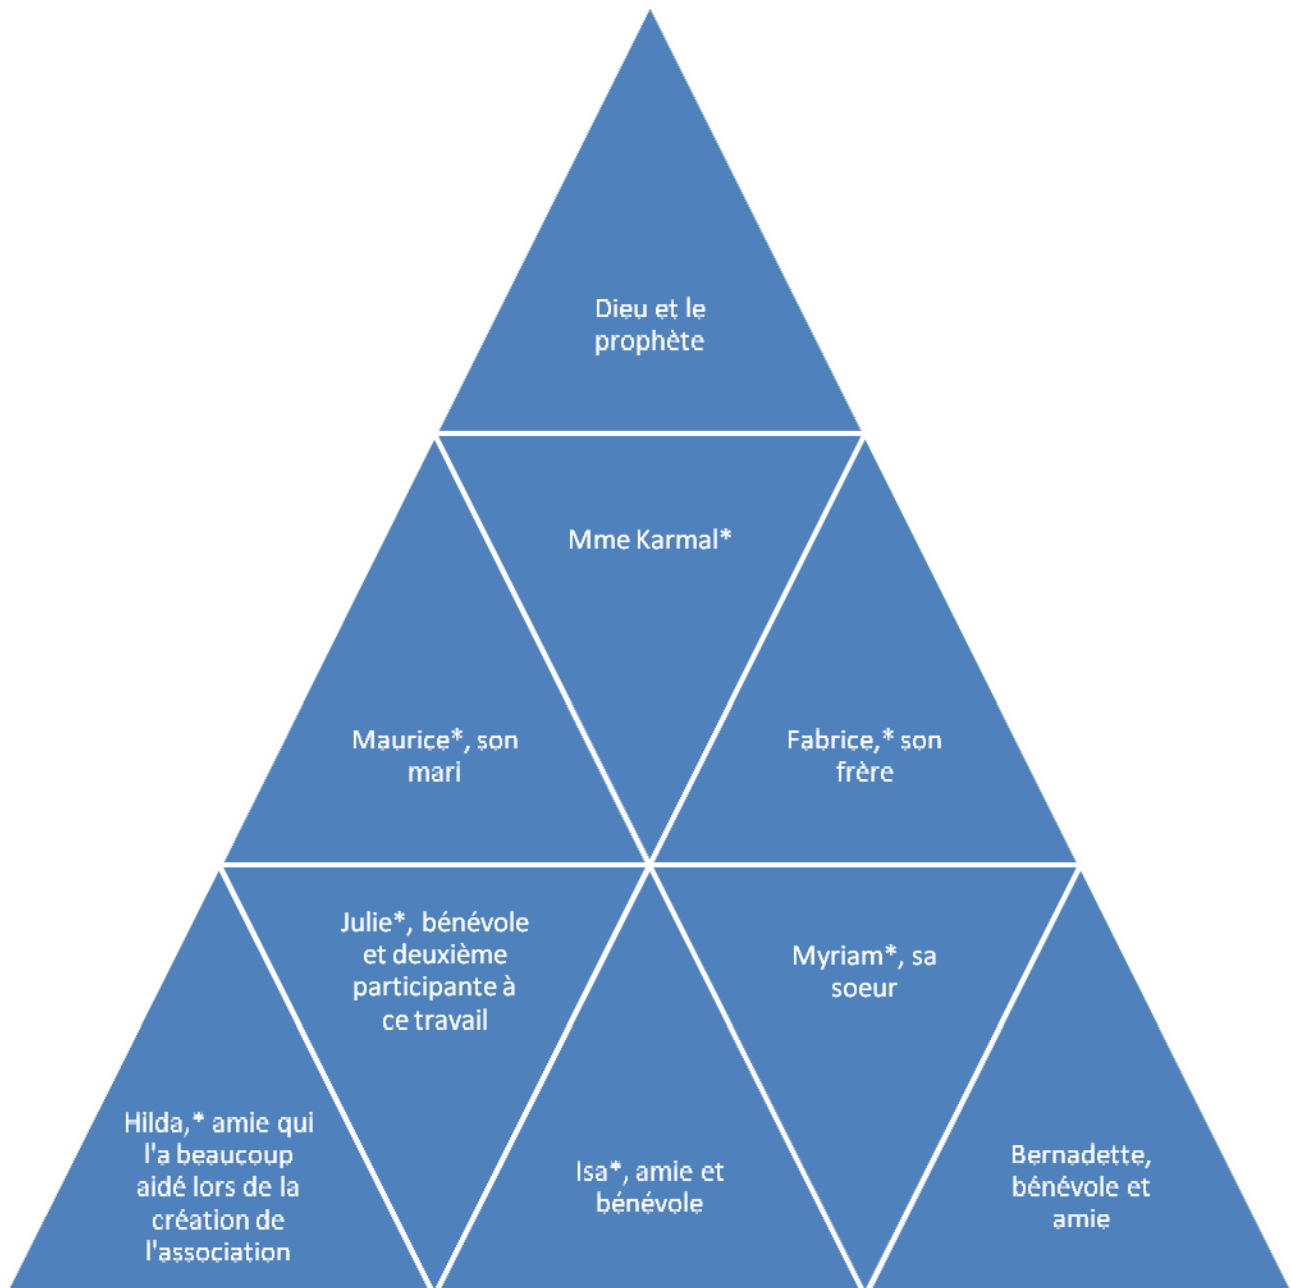 Dieu et le
prophète
Mme Karmal*
Maurice*, son
mari
Fabrice,* son
frère
Julie*, bénévole
et deuxième
participante à
ce travail
Myriam*, sa
soeur
Hilda,* amie qui
l'a beaucoup
aidé lors de la
création de
l'association
Isa*, amie et
bénévole
Bernadette,
bénévole et
amie